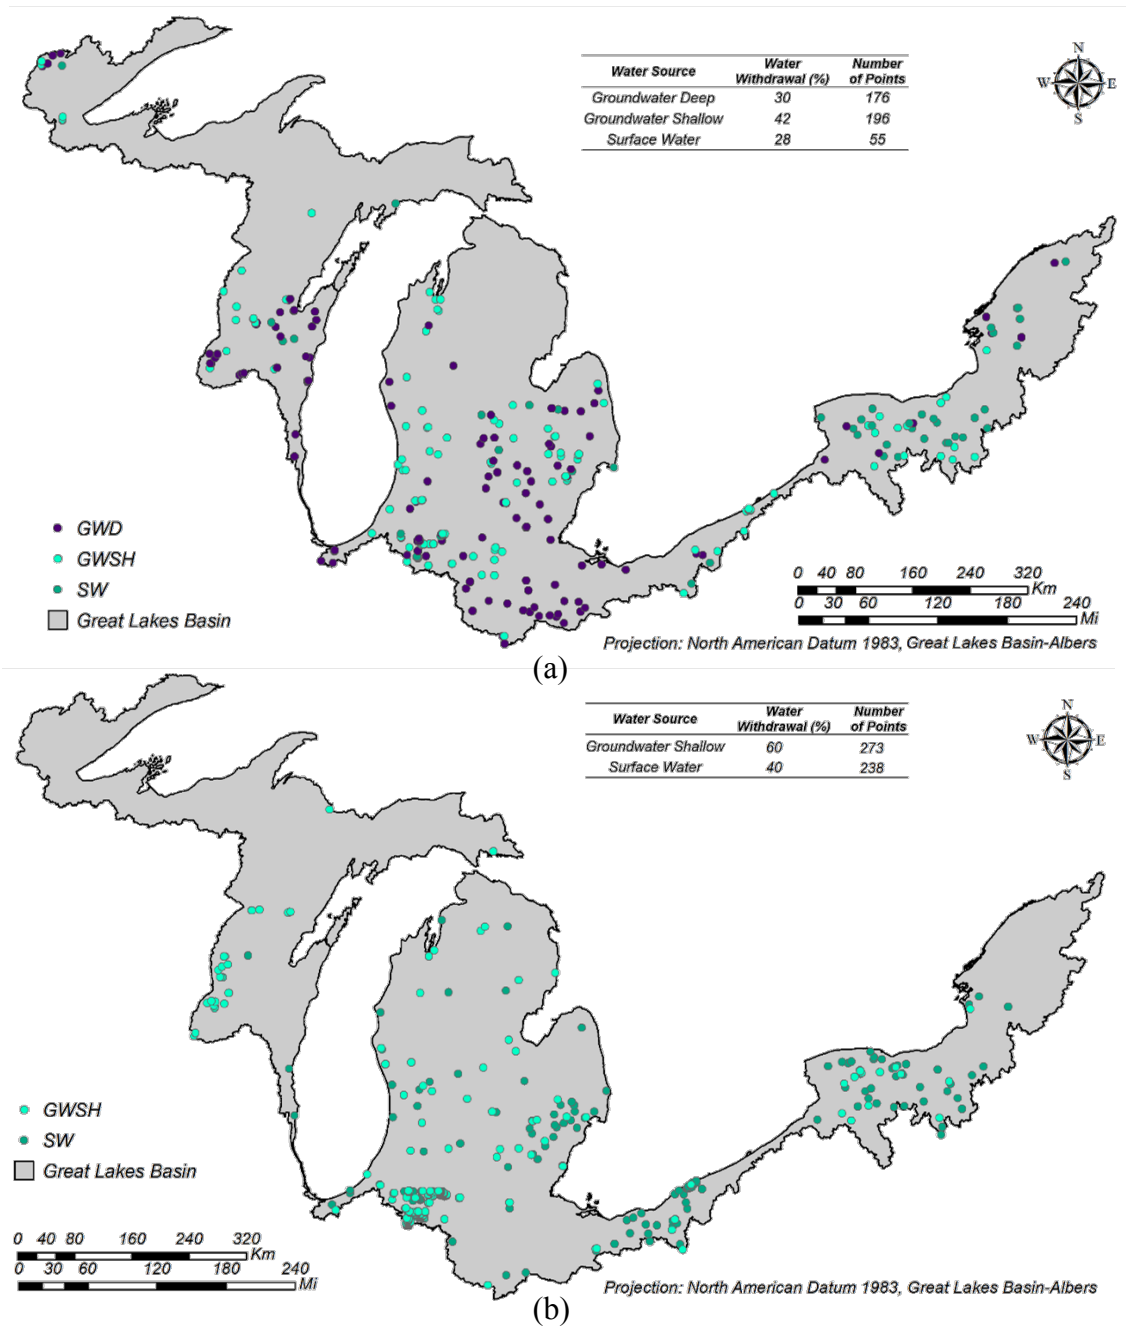 Water Source Water Withdrawal (%) Number of Points
Groundwater Deep 30 176
Groundwater Shallow 42 196
Surface Water 28 55
N
W E
S
GWD
GWSH
SW
Great Lakes Basin
0 40 80 160 240 320
Km
0 30 60 120 180 240
Mi
Projection: North American Datum 1983, Great Lakes Basin-Albers
(a)
Water Source Water Withdrawal (%) Number of Points
Groundwater Shallow 60 273
Surface Water 40 238
N
W E
S
GWSH
SW
Great Lakes Basin
0 40 80 160 240 320
Km
0 30 60 120 180 240
Mi
Projection: North American Datum 1983, Great Lakes Basin-Albers
(b)